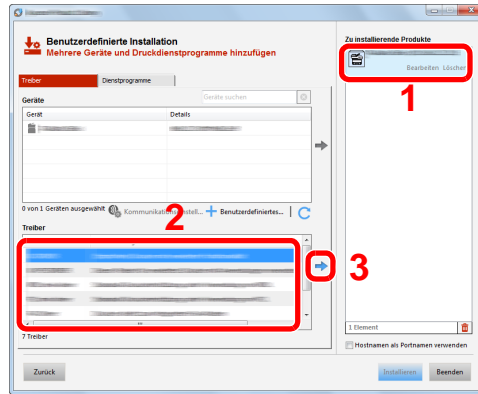 Benutzerdefinierte Installation
Mehrere Geräte und Druckdienstprogramme hinzufügen
Treiber
Dienstprogramme
Geräte
Geräte suchen
Gerät
Details
0 von 1 Geräten ausgewählt
Benutzerdefiniertes...
2
Treiber
3
7 Treiber
Zu installierende Produkte
Bearbeiten Löschen
1
1 Element
Hostnamen als Portnamen verwenden
Zurück
Installieren
Beenden